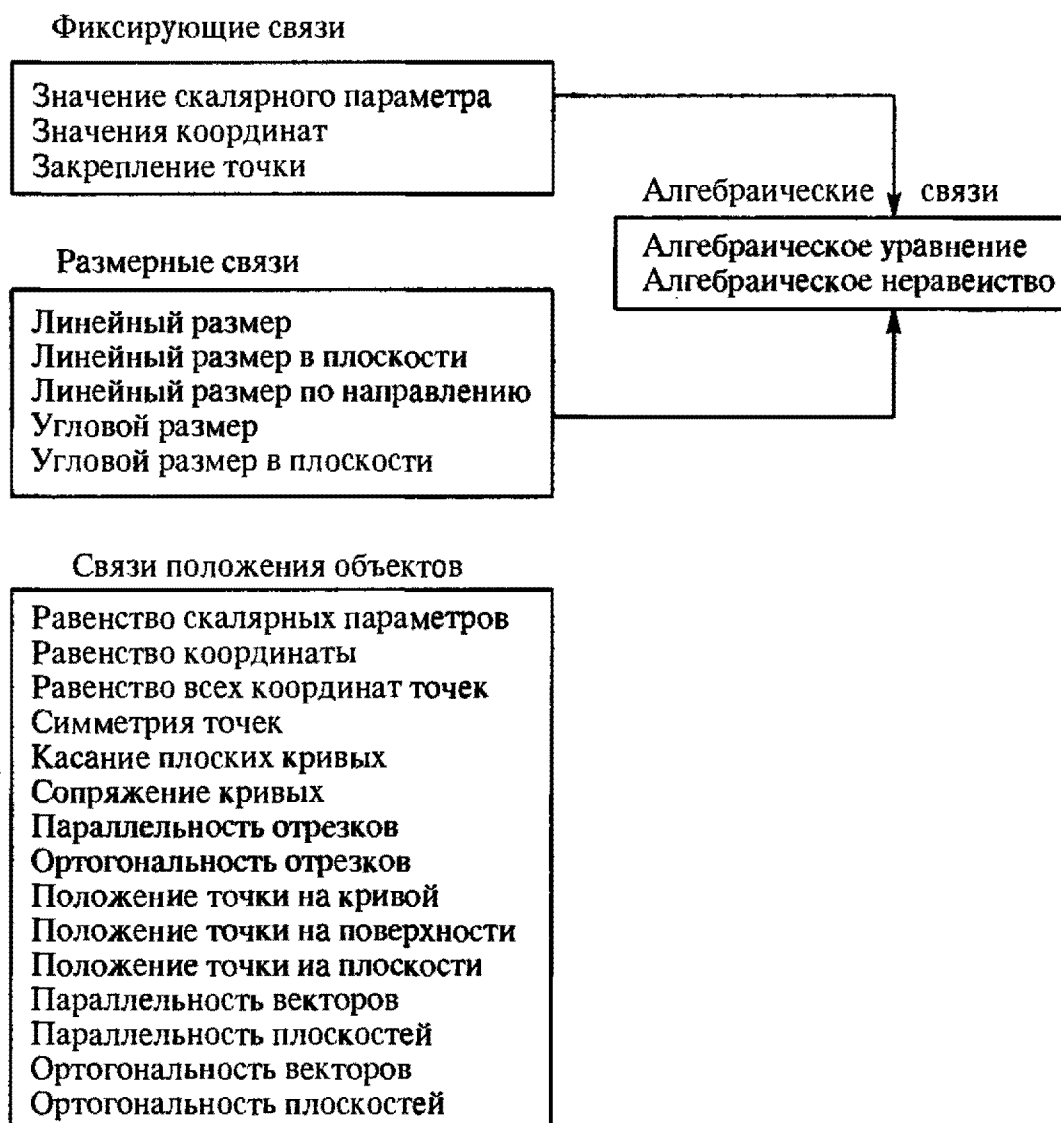 Фиксирующие связи
Значение скалярного параметра
Значения координат
Закрепление точки
Алгебраические связи
Алгебраическое уравнение
Алгебраическое неравеиство
Размерные связи
Линейный размер
Линейный размер в плоскости
Линейный размер по направлению
Угловой размер
Угловой размер в плоскости
Связи положения объектов
Равенство скалярных параметров
Равенство координаты
Равенство всех координат точек
Симметрия точек
Касание плоских кривых
Сопряжение кривых
Параллельность отрезков
Ортогональность отрезков
Положение точки на кривой
Положение точки на поверхности
Положение точки иа плоскости
Параллельность векторов
Параллельность плоскостей
Ортогональность векторов
Ортогональность плоскостей